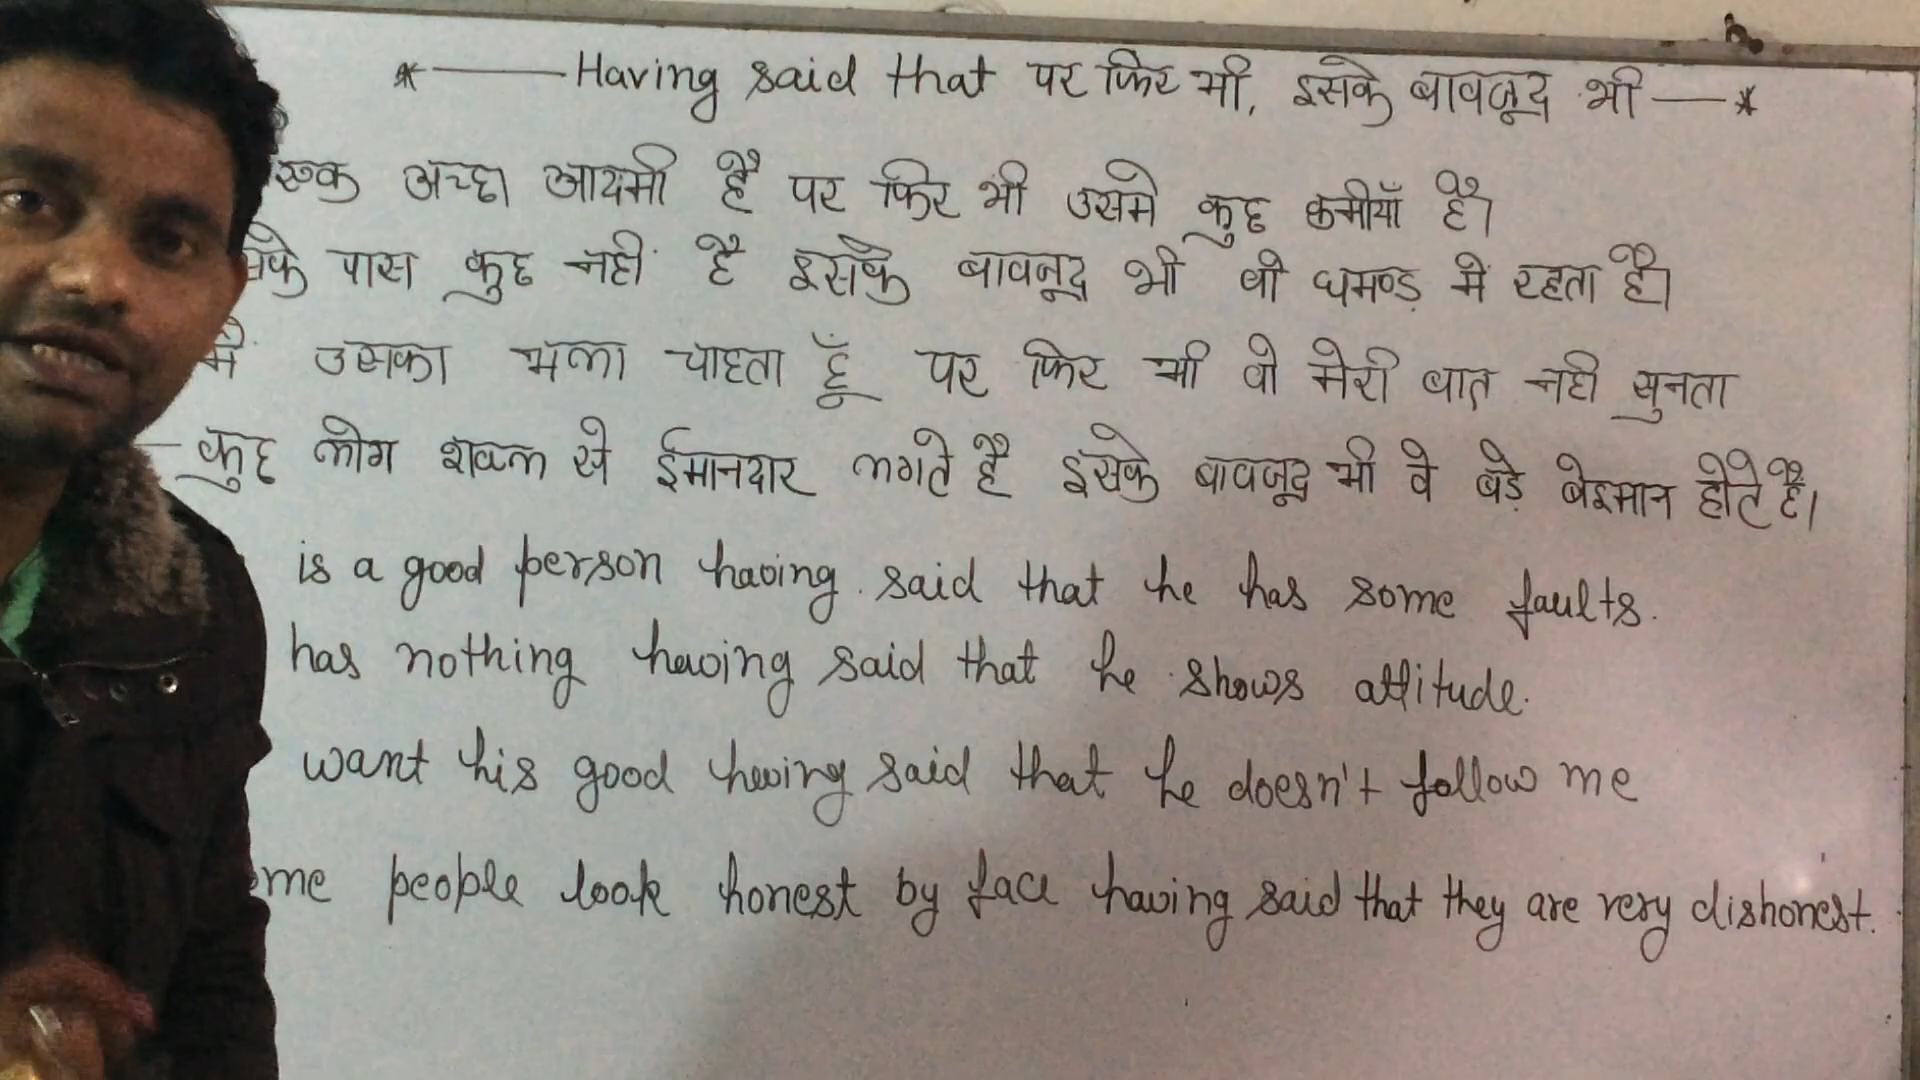 *——Having said that पर फिर भी, इसके बावजूद भी—*
एक अच्छा आदमी है पर फिर भी उसमे कुछ कमीयाँ है।
पास कुछ नही है इसके बावजूद भी वो घमण्ड में रहता है।
मैं उसका भला चाहता हूँ पर फिर भी वो मेरी बात नही सुनता
कुछ लोग शक्ल से ईमानदार लगते है इसके बावजूद भी वे बड़े बेइमान होते है।
is a good person having said that he has some faults.
has nothing having said that he shows attitude.
want his good having said that he doesn't follow me
me people look honest by face having said that they are very dishonest.